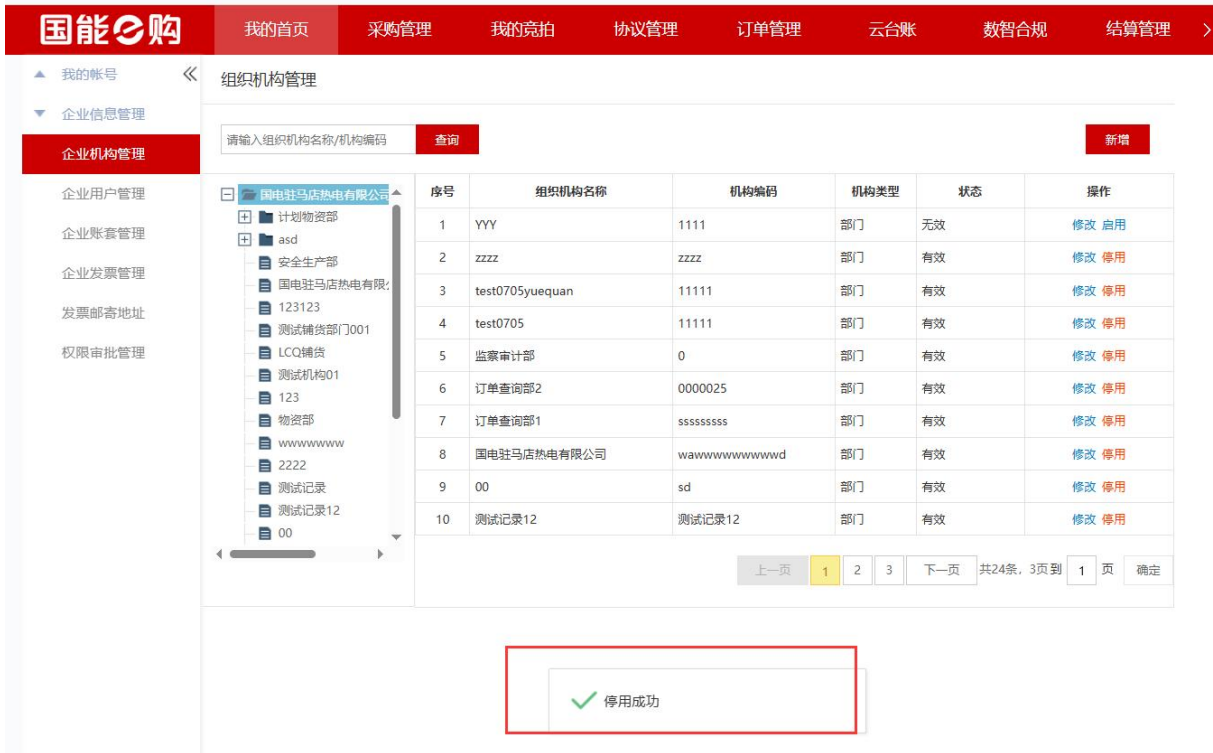 国能e购 我的首页 采购管理 我的竞拍 协议管理 订单管理 云台账 数智合规 结算管理
我的帐号
企业信息管理
企业机构管理
企业用户管理
企业账套管理
企业发票管理
发票邮寄地址
权限审批管理
组织机构管理
请输入组织机构名称/机构编码 查询 新增
国电驻马店热电有限公司
计划物资部
asd
安全生产部
国电驻马店热电有限
123123
测试铺货部门001
LCQ铺货
测试机构01
123
物资部
wwwwwww
2222
测试记录
测试记录12
00
序号 组织机构名称 机构编码 机构类型 状态 操作
1 YYY 1111 部门 无效 修改 启用
2 zzzz zzzz 部门 有效 修改 停用
3 test0705yuequan 11111 部门 有效 修改 停用
4 test0705 11111 部门 有效 修改 停用
5 监察审计部 0 部门 有效 修改 停用
6 订单查询部2 0000025 部门 有效 修改 停用
7 订单查询部1 sssssssss 部门 有效 修改 停用
8 国电驻马店热电有限公司 wawwwwwwwwwd 部门 有效 修改 停用
9 00 sd 部门 有效 修改 停用
10 测试记录12 测试记录12 部门 有效 修改 停用
上一页 1 2 3 下一页 共24条, 3页到 1 页 确定
停用成功